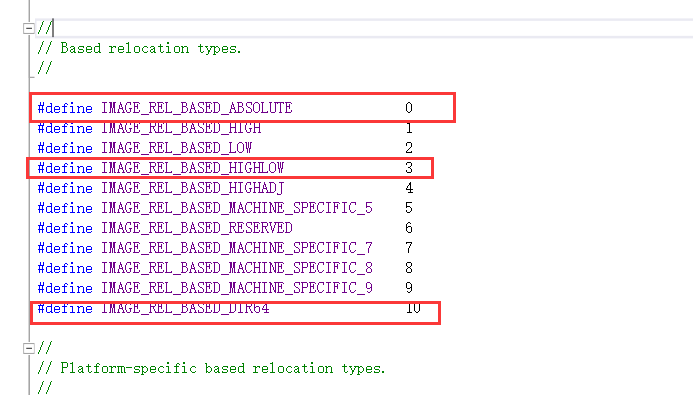 //
// Based relocation types.
//
#define IMAGE_REL_BASED_ABSOLUTE 0
#define IMAGE_REL_BASED_HIGH 1
#define IMAGE_REL_BASED_LOW 2
#define IMAGE_REL_BASED_HIGHLOW 3
#define IMAGE_REL_BASED_HIGHADJ 4
#define IMAGE_REL_BASED_MACHINE_SPECIFIC_5 5
#define IMAGE_REL_BASED_RESERVED 6
#define IMAGE_REL_BASED_MACHINE_SPECIFIC_7 7
#define IMAGE_REL_BASED_MACHINE_SPECIFIC_8 8
#define IMAGE_REL_BASED_MACHINE_SPECIFIC_9 9
#define IMAGE_REL_BASED_DIR64 10
//
// Platform-specific based relocation types.
//